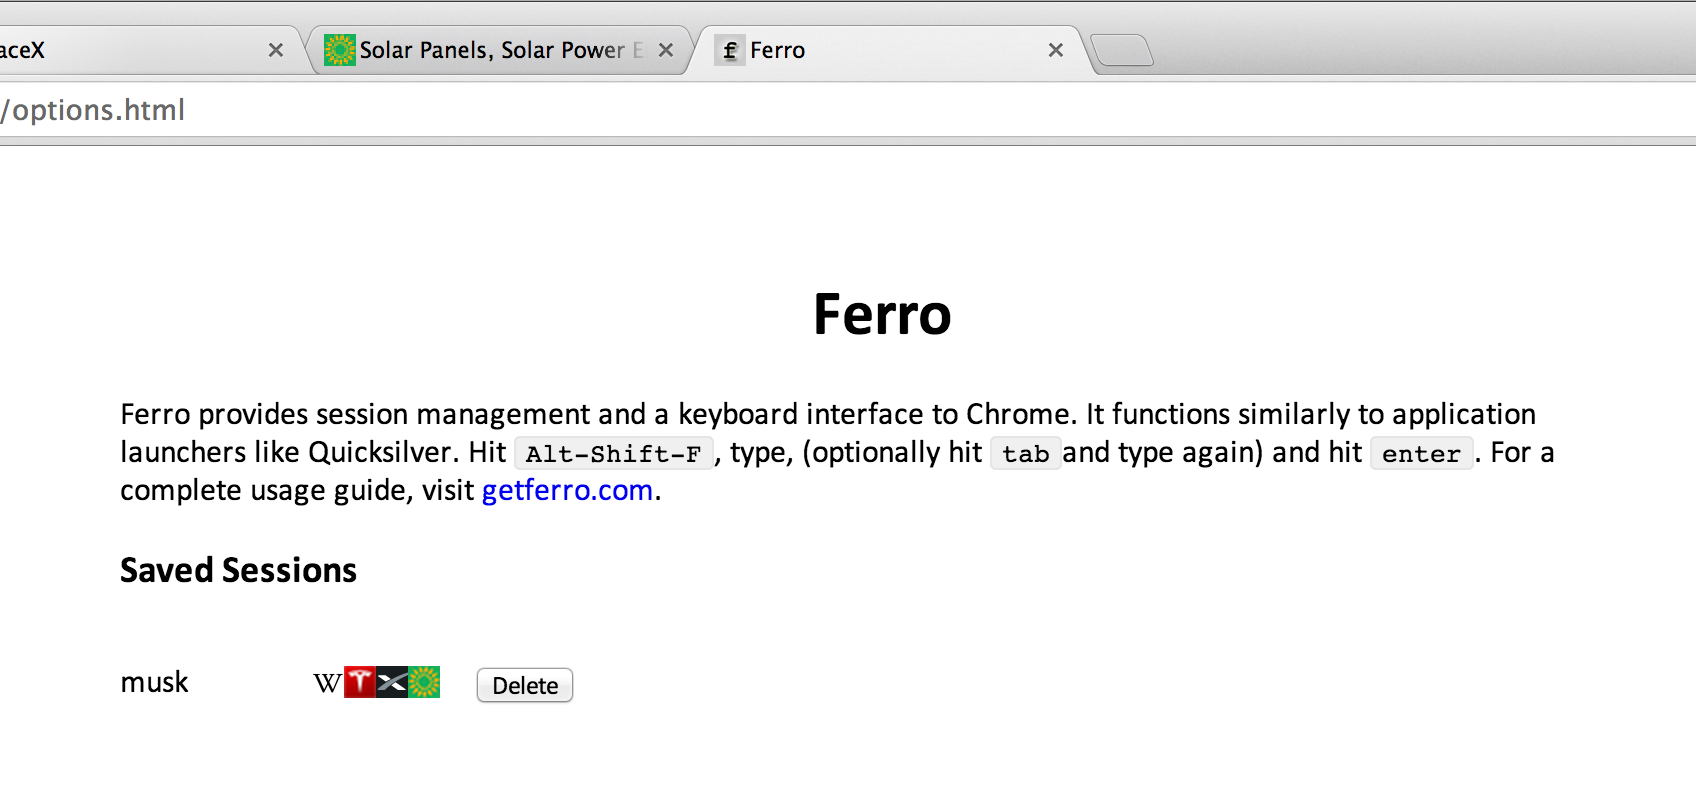 aceX
Solar Panels, Solar Power E
Ferro
/options.html
Ferro
Ferro provides session management and a keyboard interface to Chrome. It functions similarly to application
launchers like Quicksilver. Hit Alt-Shift-F, type, (optionally hit tab and type again) and hit enter. For a
complete usage guide, visit getferro.com.
Saved Sessions
musk W Delete